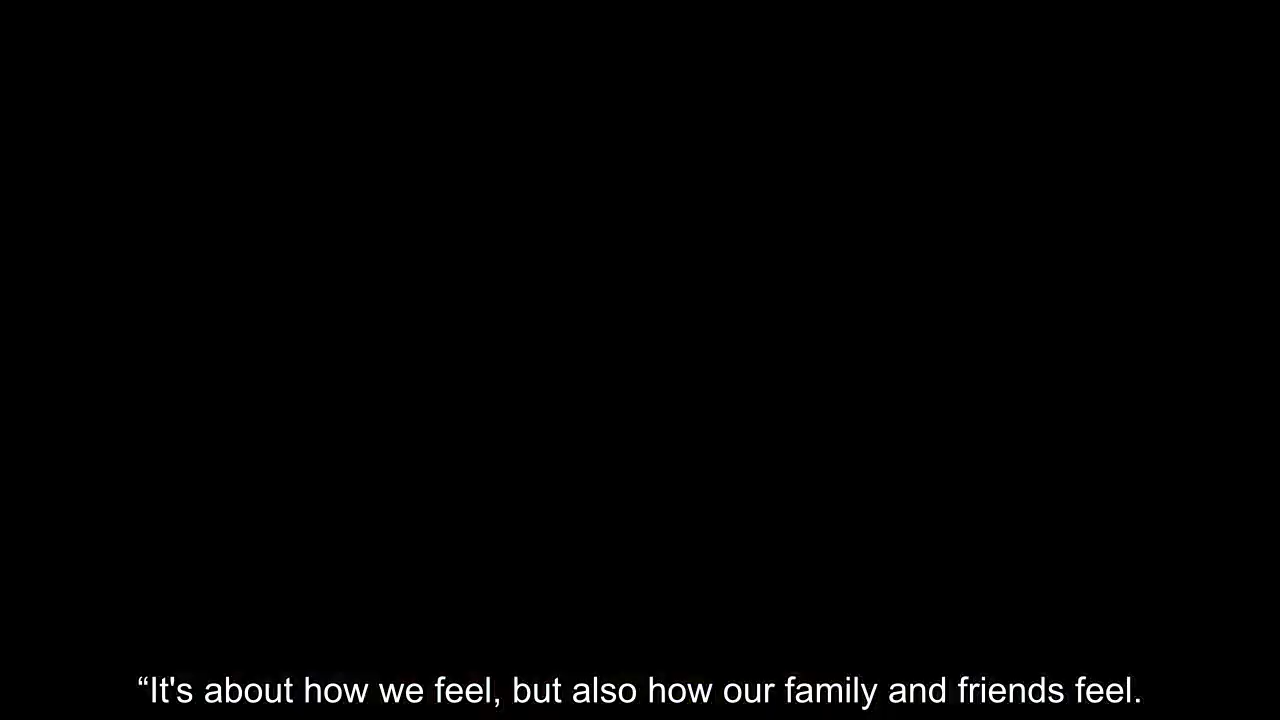 “It's about how we feel, but also how our family and friends feel.